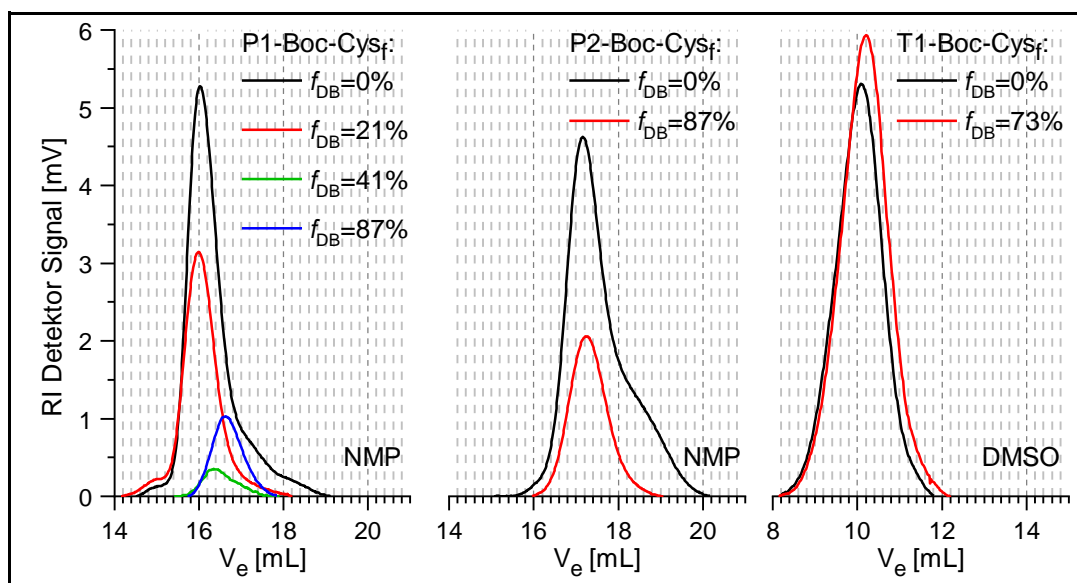 RI Detektor Signal [mV]
6
5
4
3
2
1
0
P1-Boc-Cysf:
fDB=0%
fDB=21%
fDB=41%
fDB=87%
NMP
14 16 18 20
Ve [mL]
P2-Boc-Cysf:
fDB=0%
fDB=87%
NMP
14 16 18 20
Ve [mL]
T1-Boc-Cysf:
fDB=0%
fDB=73%
DMSO
8 10 12 14
Ve [mL]